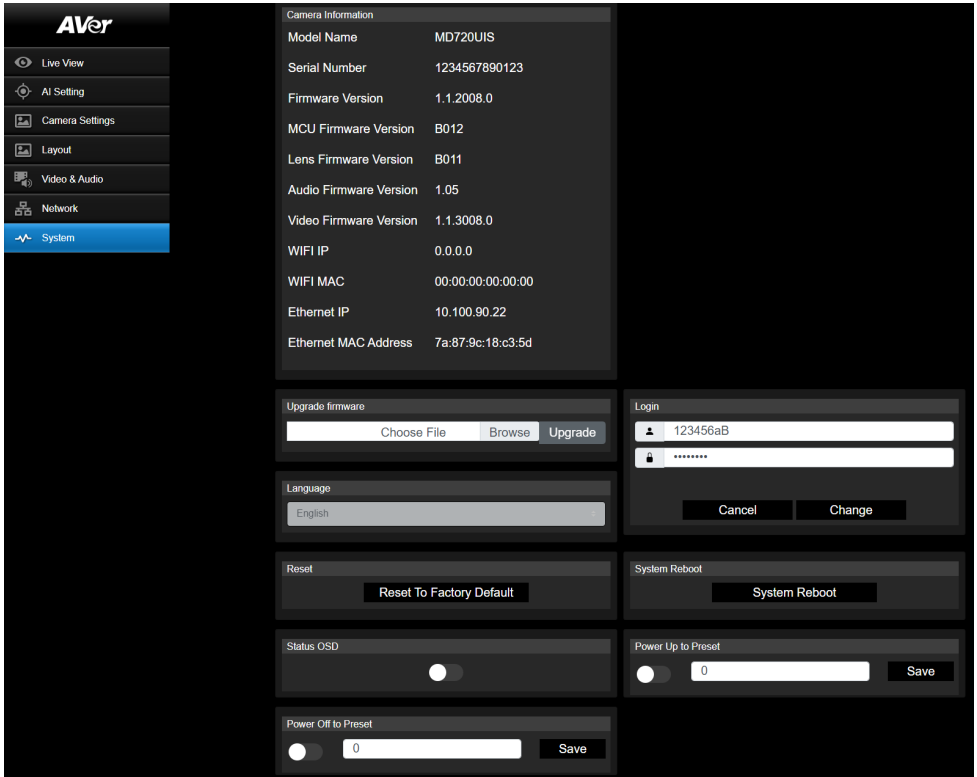 AVer
Live View
AI Setting
Camera Settings
Layout
Video & Audio
Network
System
Camera Information
Model Name MD720UIS
Serial Number 1234567890123
Firmware Version 1.1.2008.0
MCU Firmware Version B012
Lens Firmware Version B011
Audio Firmware Version 1.05
Video Firmware Version 1.1.3008.0
WIFI IP 0.0.0.0
WIFI MAC 00:00:00:00:00:00
Ethernet IP 10.100.90.22
Ethernet MAC Address 7a:87:9c:18:c3:5d
Upgrade firmware
Choose File Browse Upgrade
Language
English
Login
123456aB
••••••••
Cancel Change
Reset
Reset To Factory Default
System Reboot
System Reboot
Status OSD
Power Up to Preset
0 Save
Power Off to Preset
0 Save